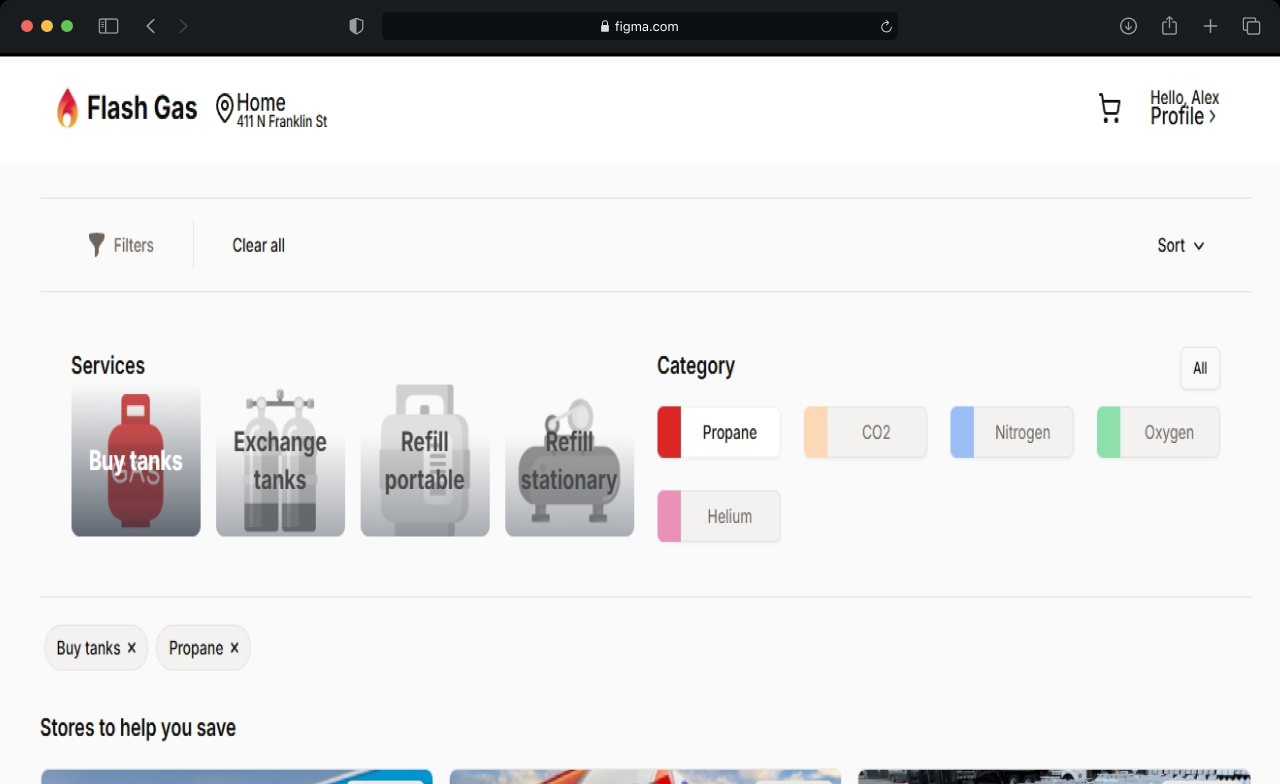 figma.com
Flash Gas
Home
411 N Franklin St
Hello, Alex
Profile >
Filters
Clear all
Sort
Services
Category
All
Buy tanks
GAS
Exchange
tanks
Refill
portable
Refill
stationary
Propane
CO2
Nitrogen
Oxygen
Helium
Buy tanks ×
Propane ×
Stores to help you save